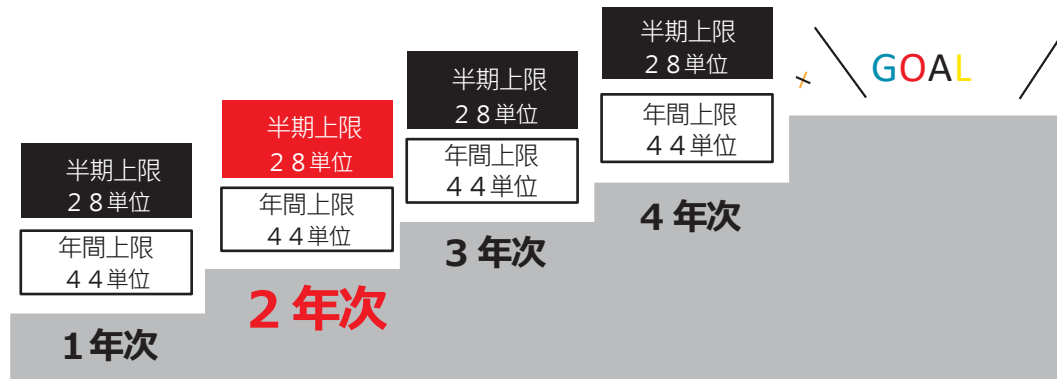 半期上限
２８単位
年間上限
４４単位
１年次
半期上限
２８単位
年間上限
４４単位
２年次
半期上限
２８単位
年間上限
４４単位
３年次
半期上限
２８単位
年間上限
４４単位
４年次
GOAL